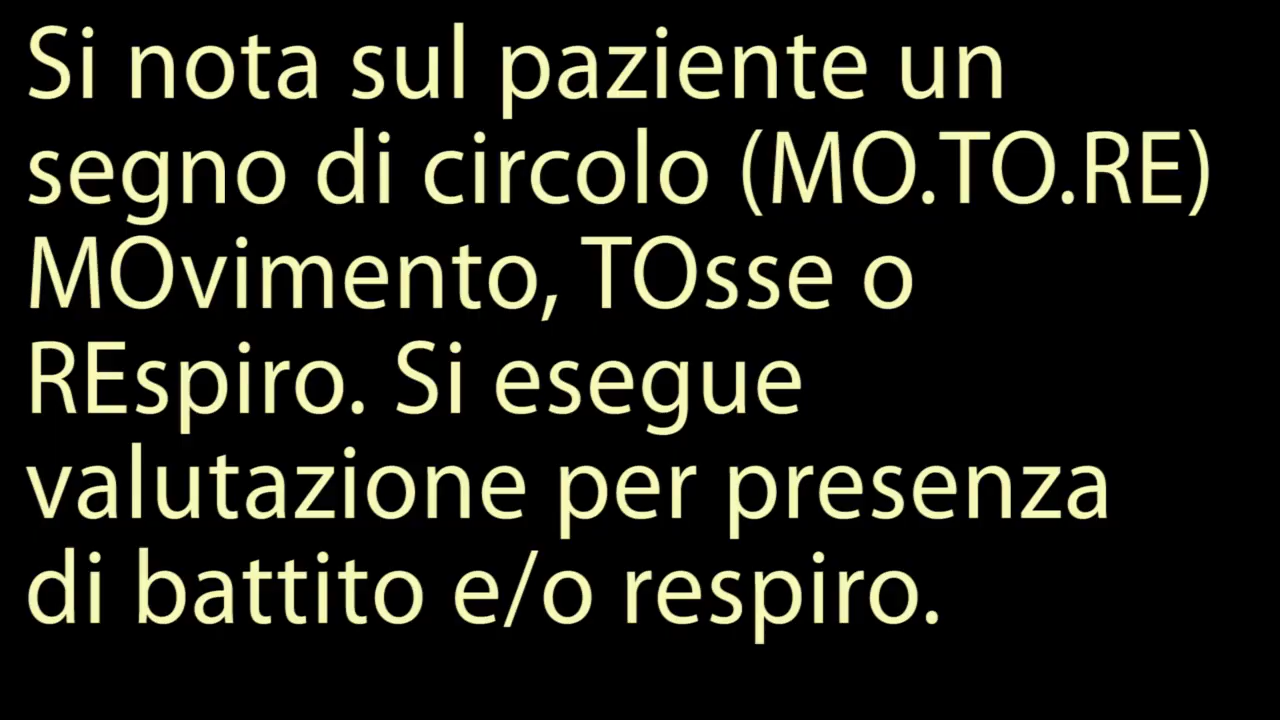 Si nota sul paziente un
segno di circolo (MO.TO.RE)
MOvimento, TOsse o
REspiro. Si esegue
valutazione per presenza
di battito e/o respiro.